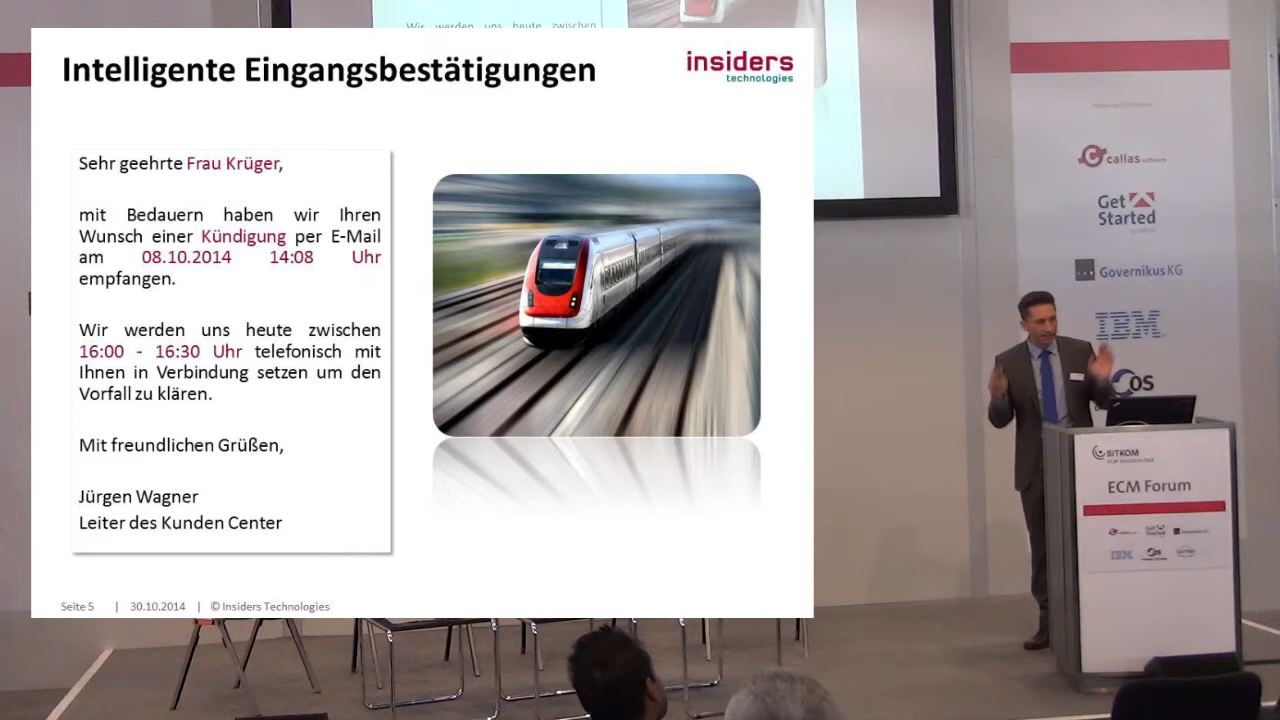 Wir werden uns heute zwischen
Intelligente Eingangsbestätigungen
insiders
technologies
Sehr geehrte Frau Krüger,
mit Bedauern haben wir Ihren
Wunsch einer Kündigung per E-Mail
am 08.10.2014 14:08 Uhr
empfangen.
Wir werden uns heute zwischen
16:00 - 16:30 Uhr telefonisch mit
Ihnen in Verbindung setzen um den
Vorfall zu klären.
Mit freundlichen Grüßen,
Jürgen Wagner
Leiter des Kunden Center
Seite 5 | 30.10.2014 | © Insiders Technologies
callas software
Get
Started
Governikus KG
IBM
OS
BITKOM
ECM Forum
IBM